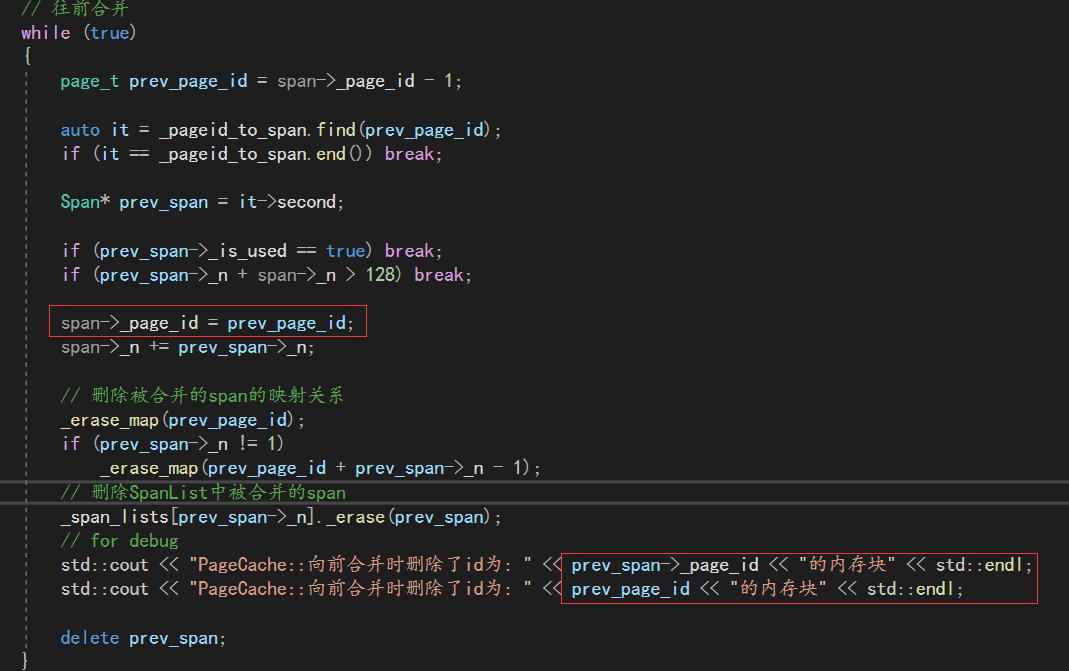 // 往前合并
while (true)
{
page_t prev_page_id = span->_page_id - 1;
auto it = _pageid_to_span.find(prev_page_id);
if (it == _pageid_to_span.end()) break;
Span* prev_span = it->second;
if (prev_span->_is_used == true) break;
if (prev_span->_n + span->_n > 128) break;
span->_page_id = prev_page_id;
span->_n += prev_span->_n;
// 删除被合并的span的映射关系
_erase_map(prev_page_id);
if (prev_span->_n != 1)
_erase_map(prev_page_id + prev_span->_n - 1);
// 删除SpanList中被合并的span
_span_lists[prev_span->_n]._erase(prev_span);
// for debug
std::cout << "PageCache::向前合并时删除了id为: " << prev_span->_page_id << "的内存块" << std::endl;
std::cout << "PageCache::向前合并时删除了id为: " << prev_page_id << "的内存块" << std::endl;
delete prev_span;
}